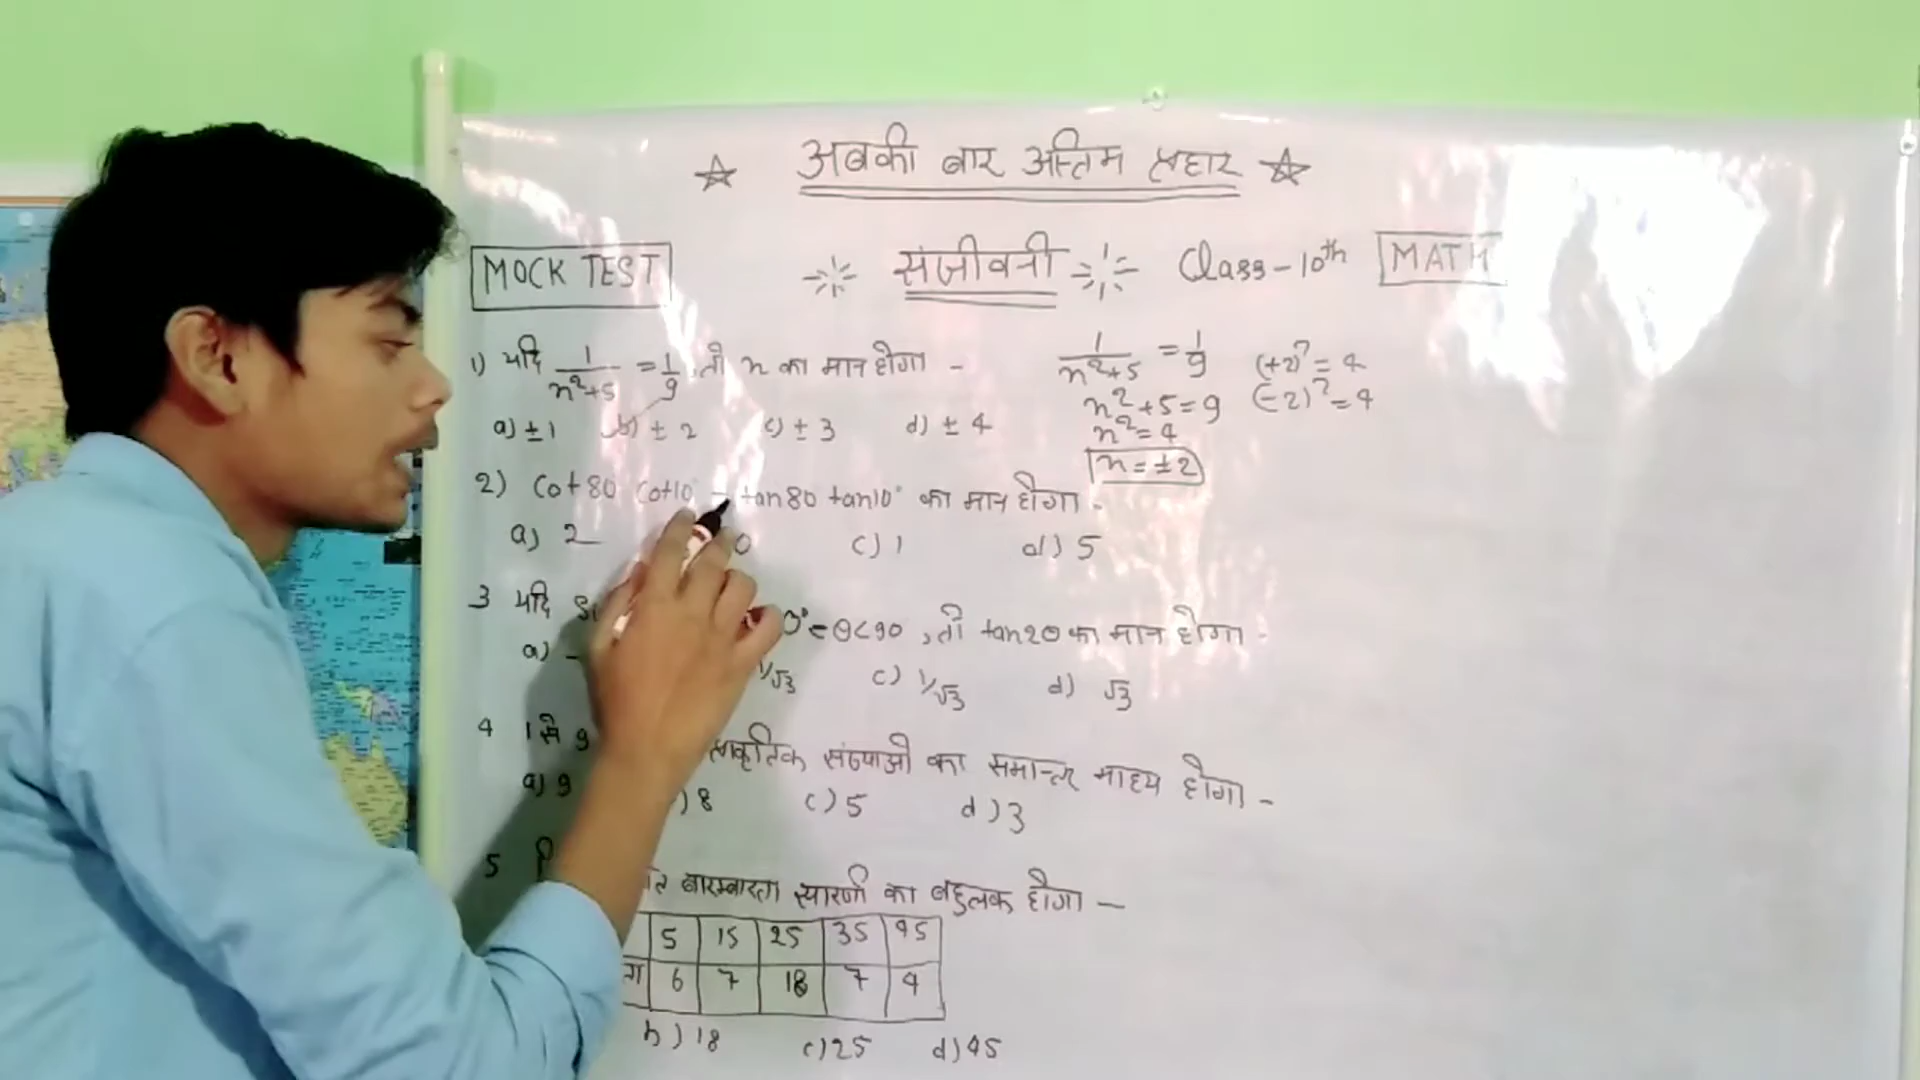 अबकी बार अन्तिम प्रहार
MOCK TEST
संजीवनी
Class-10th
MATH
1) यदि 1/n²+5 = 1/9, तो n का मान होगा -
a) ±1 b) ±2 c) ±3 d) ±4
1/n²+5 = 1/9
n²+5=9
n²=4
n=±2
(+2)²=4
(-2)²=4
2) Cot80 Cot10° - tan80 tan10° का मान होगा -
a) 2 0 c) 1 d) 5
3 यदि 0°<θ<90, तो tan2θ का मान होगा -
a) - 1/√3 c) 1/√3 d) √3
4 1 से 9 प्राकृतिक संख्याओ का समान्तर माध्य होगा -
a) 9 ) 8 c) 5 d) 3
5 बारम्बारता सारणी का बहुलक होगा -
5 15 25 35 45
6 7 18 7 4
b) 18 c) 25 d) 45